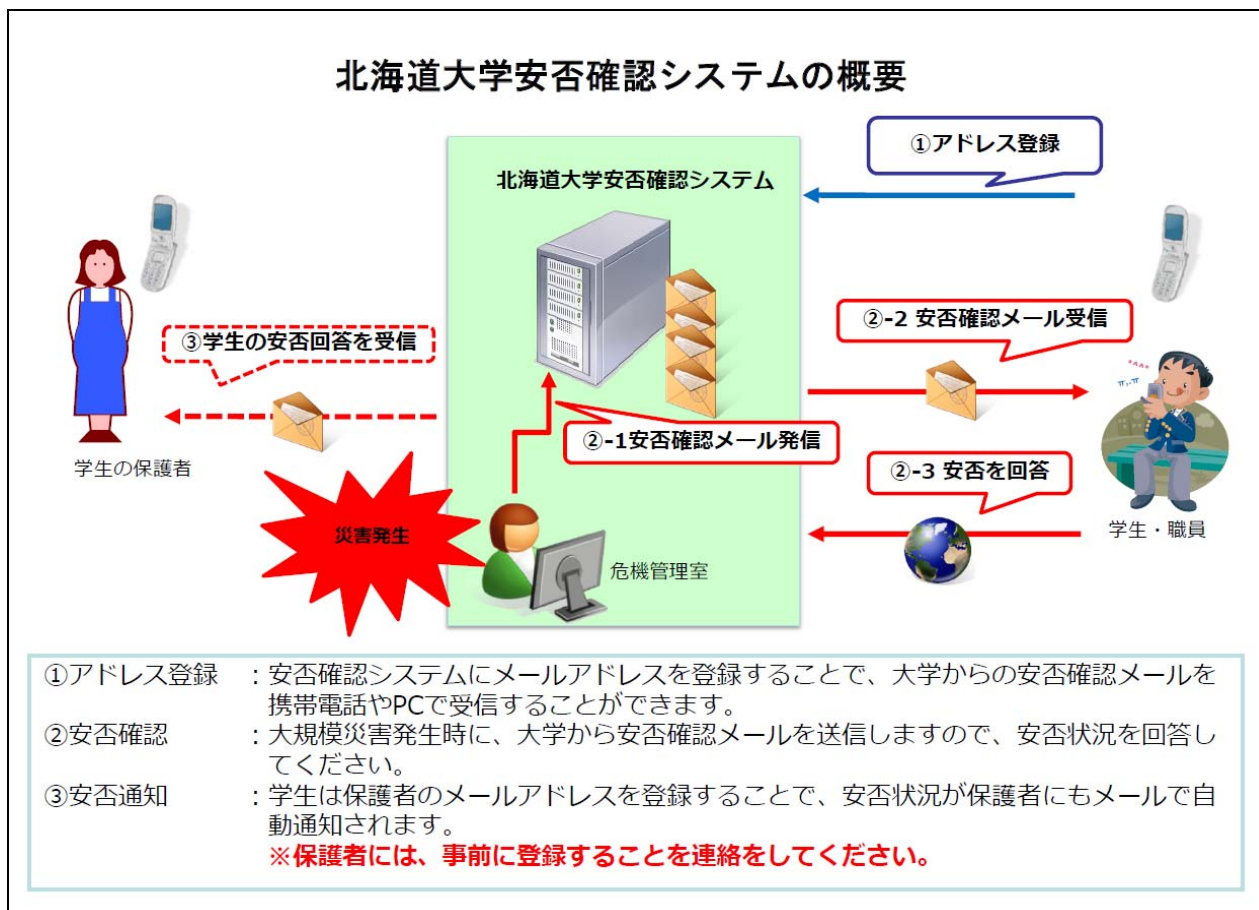 北海道大学安否確認システムの概要
①アドレス登録
北海道大学安否確認システム
②-2 安否確認メール受信
③学生の安否回答を受信
②-1安否確認メール発信
学生の保護者
②-3 安否を回答
災害発生
学生・職員
危機管理室
①アドレス登録 :安否確認システムにメールアドレスを登録することで、大学からの安否確認メールを
携帯電話やPCで受信することができます。
②安否確認 :大規模災害発生時に、大学から安否確認メールを送信しますので、安否状況を回答し
てください。
③安否通知 :学生は保護者のメールアドレスを登録することで、安否状況が保護者にもメールで自
動通知されます。
※保護者には、事前に登録することを連絡をしてください。